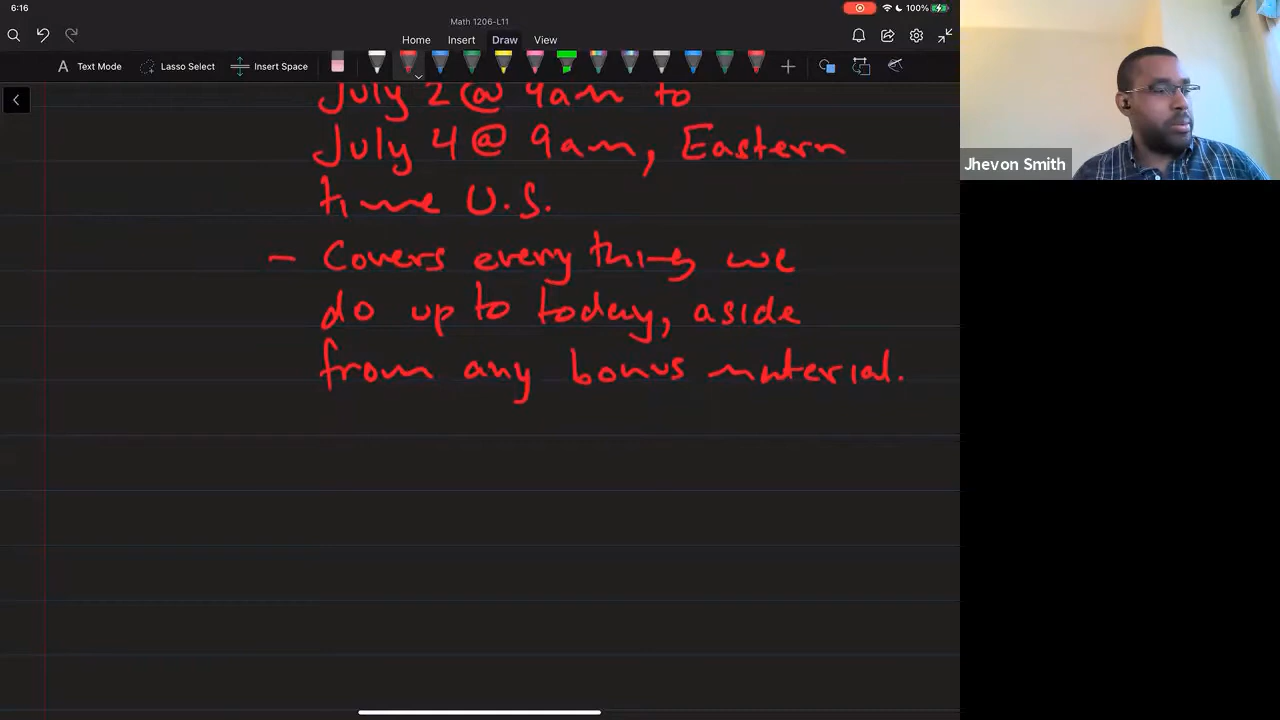 6:16
100%
Math 1206-L11
Home Insert Draw View
Text Mode Lasso Select Insert Space
July 2 @ 9am to
July 4 @ 9am, Eastern
time U.S.
- Covers everything we
do up to today, aside
from any bonus material.
Jhevon Smith